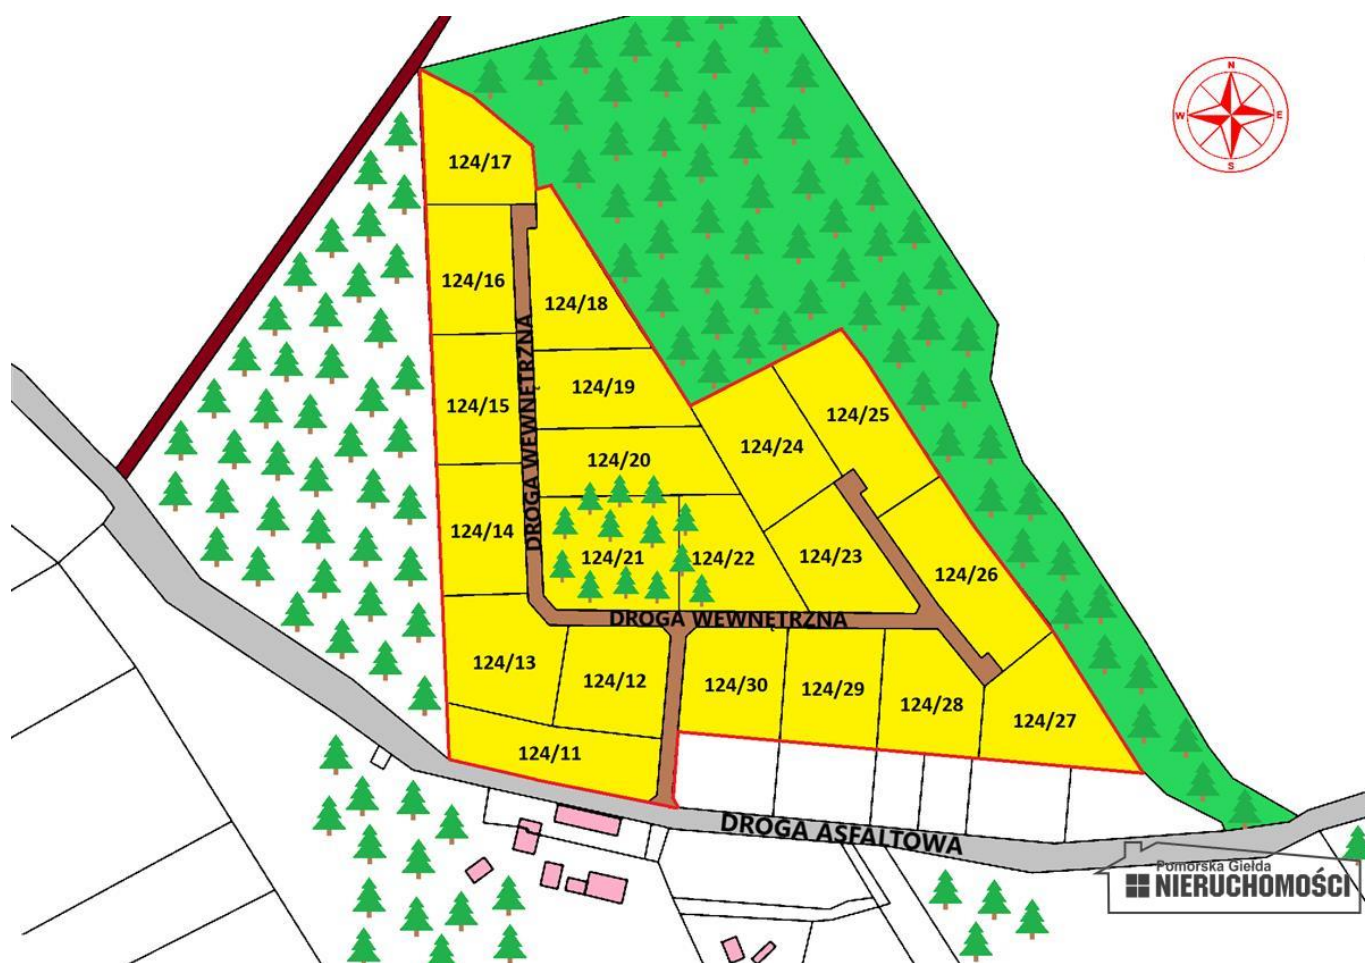 N
W
E
S
124/17
124/16
124/18
124/15
124/19
124/25
124/24
124/20
124/14
124/21
124/22
124/23
124/26
DROGA WEWNĘTRZNA
DROGA WEWNĘTRZNA
124/13
124/12
124/30
124/29
124/28
124/27
124/11
DROGA ASFALTOWA
Pomorska Giełda
NIERUCHOMOŚCI